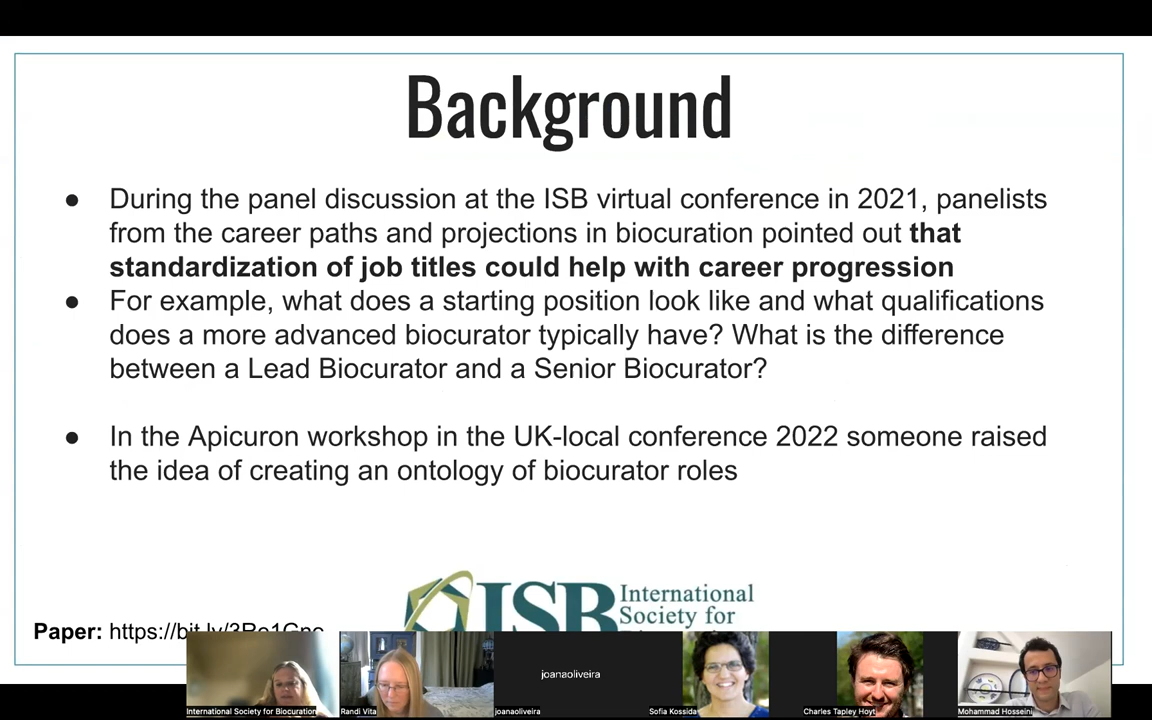 Background
● During the panel discussion at the ISB virtual conference in 2021, panelists
from the career paths and projections in biocuration pointed out that
standardization of job titles could help with career progression
● For example, what does a starting position look like and what qualifications
does a more advanced biocurator typically have? What is the difference
between a Lead Biocurator and a Senior Biocurator?
● In the Apicuron workshop in the UK-local conference 2022 someone raised
the idea of creating an ontology of biocurator roles
ISB International
Society for
Paper:
joanaoliveira
International Society for Biocuration
Randi Vita
joanaoliveira
Sofia Kossida
Charles Tapley Hoyt
Mohammad Hosseini